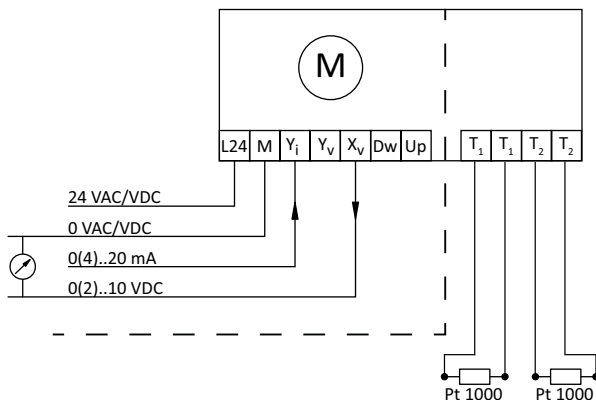 M
L24 M Yi Yv Xv Dw Up T1 T1 T2 T2
24 VAC/VDC
0 VAC/VDC
0(4)..20 mA
0(2)..10 VDC
Pt 1000 Pt 1000